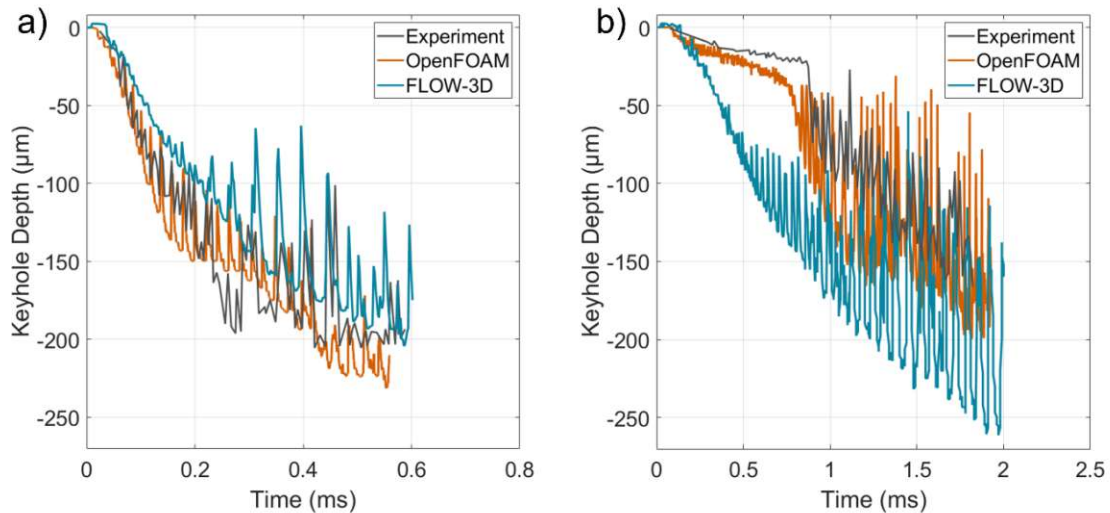 a)
Experiment
OpenFOAM
FLOW-3D
0
-50
-100
-150
-200
-250
Keyhole Depth (µm)
0
0.2
0.4
0.6
0.8
Time (ms)
b)
Experiment
OpenFOAM
FLOW-3D
0
-50
-100
-150
-200
-250
Keyhole Depth (µm)
0
0.5
1
1.5
2
2.5
Time (ms)